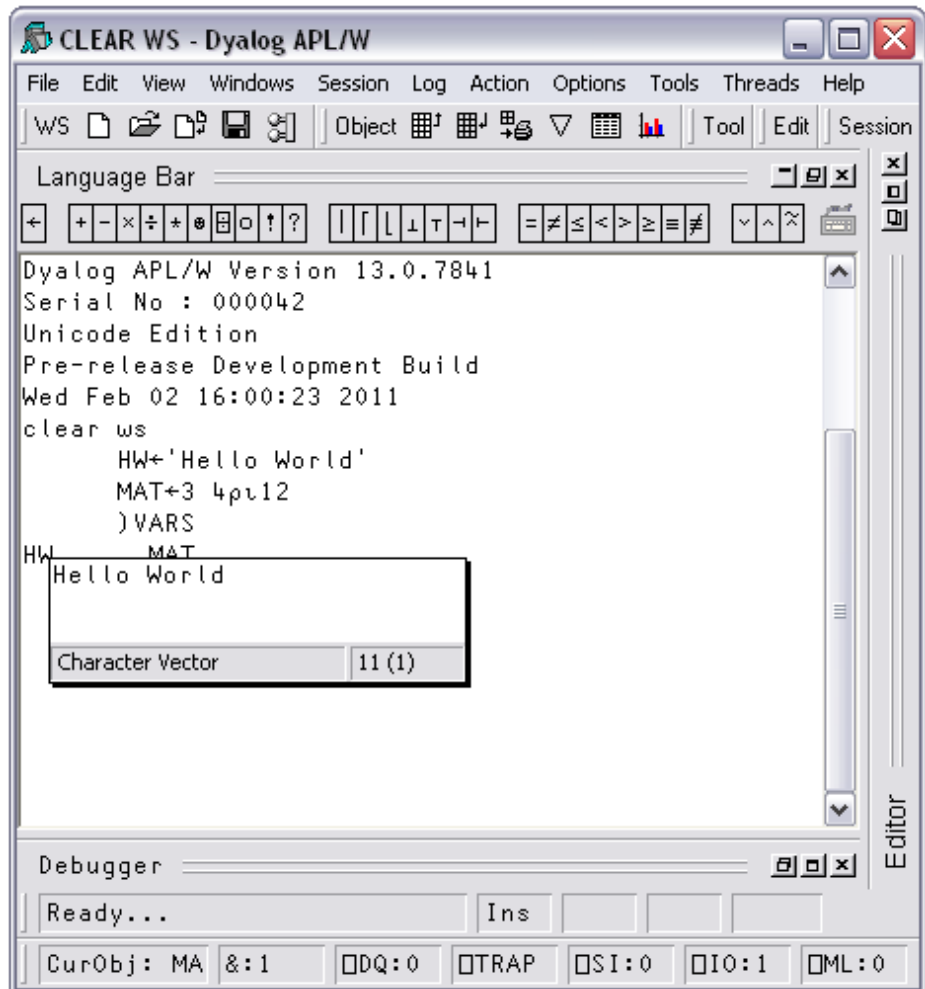 CLEAR WS - Dyalog APL/W
File Edit View Windows Session Log Action Options Tools Threads Help
WS Object Tool Edit Session
Language Bar
← + - × ÷ * ⍟ ⌹ ○ ! ? | ⌈ ⌊ ⊥ ⊤ ⊣ ⊢ = ≠ ≤ < > ≥ ≡ ≢ ∨ ∧ ⍲
Dyalog APL/W Version 13.0.7841
Serial No : 000042
Unicode Edition
Pre-release Development Build
Wed Feb 02 16:00:23 2011
clear ws
HW←'Hello World'
MAT←3 4⍴⍳12
)VARS
HW MAT
Hello World
Character Vector 11 (1)
Editor
Debugger
Ready... Ins
CurObj: MA &:1 ⎕DQ:0 ⎕TRAP ⎕SI:0 ⎕IO:1 ⎕ML:0